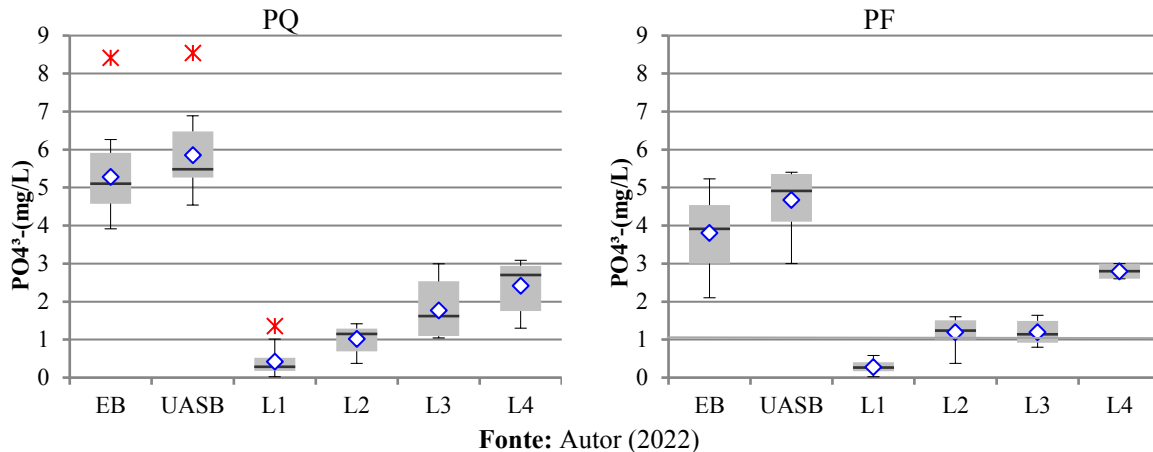 PQ
PO4³-(mg/L)
9
8
7
6
5
4
3
2
1
0
EB UASB L1 L2 L3 L4
PF
PO4³-(mg/L)
9
8
7
6
5
4
3
2
1
0
EB UASB L1 L2 L3 L4
Fonte: Autor (2022)